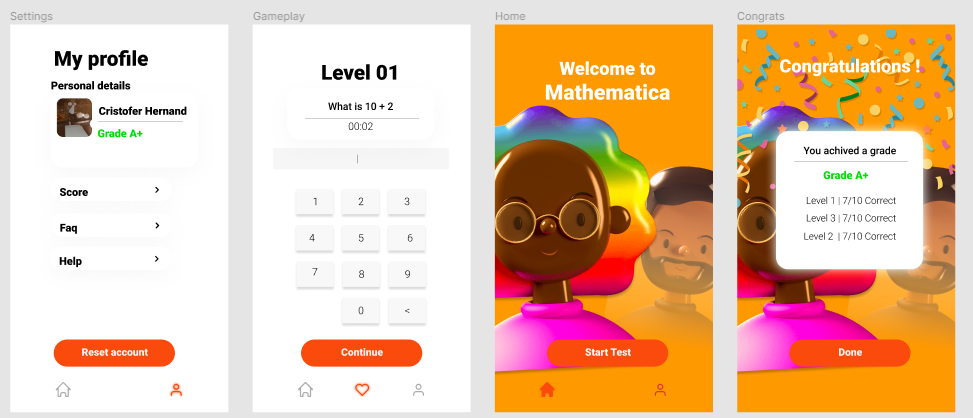 Settings
My profile
Personal details
Cristofer Hernand
Grade A+
Score >
Faq >
Help >
Reset account
Gameplay
Level 01
What is 10 + 2
00:02
|
1 2 3
4 5 6
7 8 9
0 <
Continue
Home
Welcome to
Mathematica
Start Test
Congrats
Congratulations !
You achived a grade
Grade A+
Level 1 | 7/10 Correct
Level 3 | 7/10 Correct
Level 2 | 7/10 Correct
Done